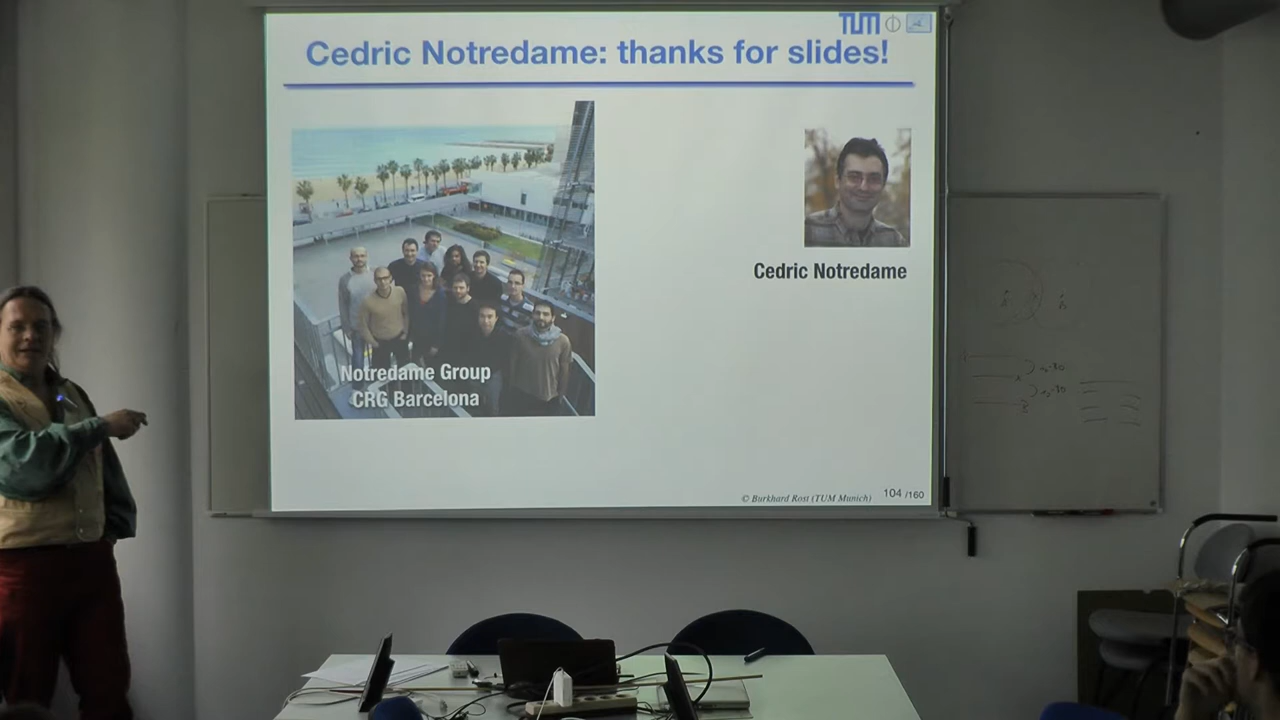 TUM
Cedric Notredame: thanks for slides!
Notredame Group
CRG Barcelona
Cedric Notredame
© Burkhard Rost (TUM Munich)
104 /160